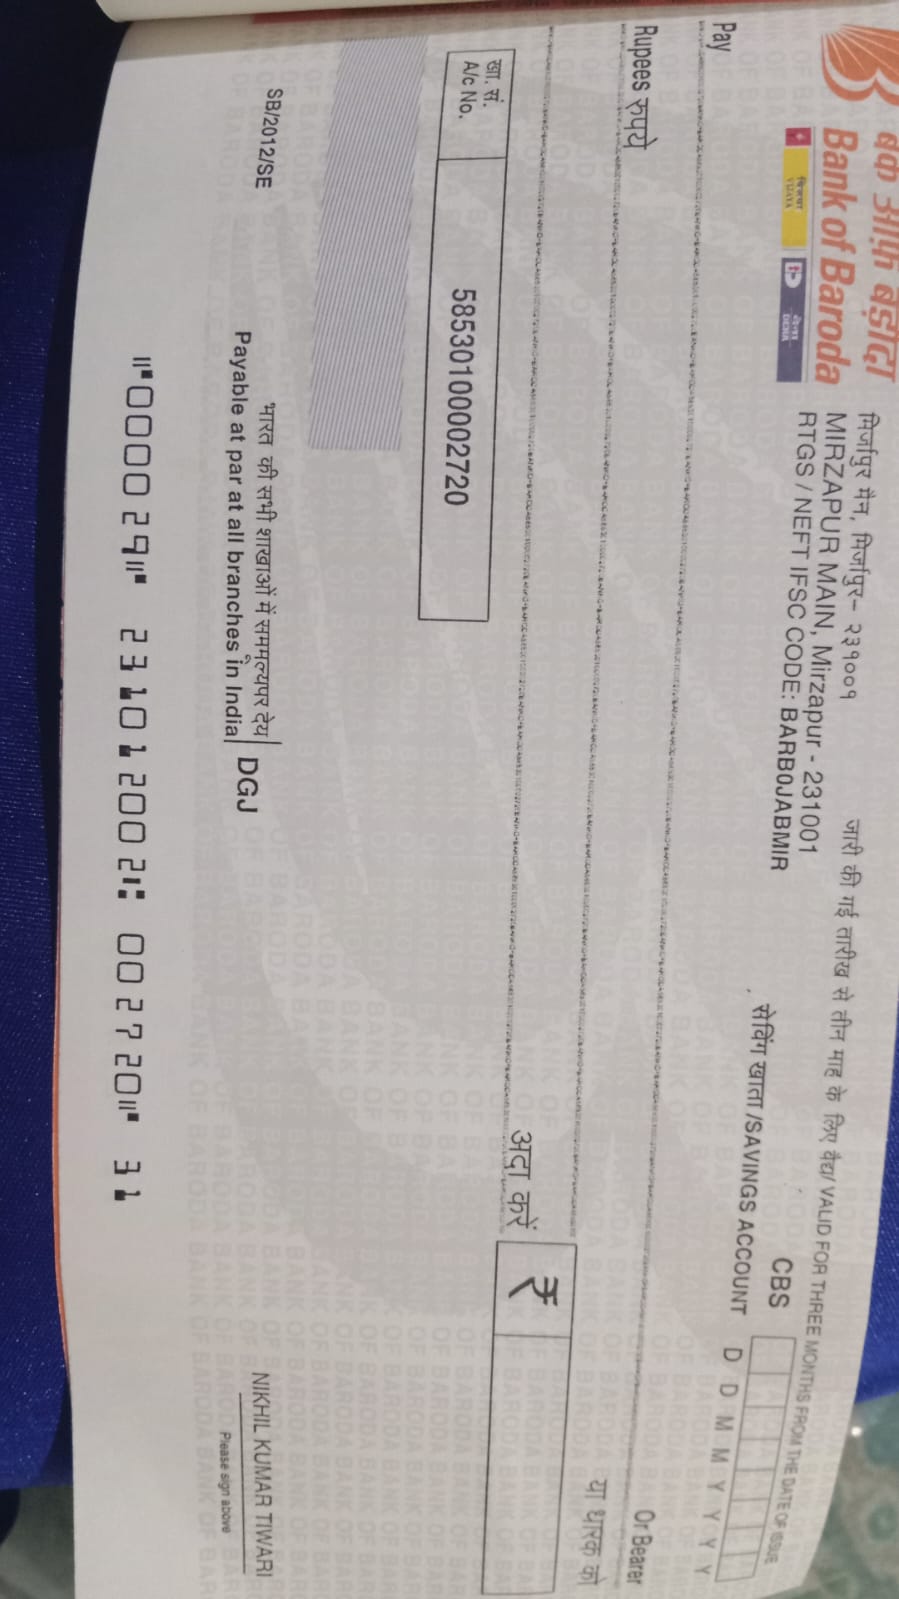 बैंक ऑफ़ बड़ौदा
Bank of Baroda
विजया VIJAYA देना DENA
मिर्जापुर मैन, मिर्जापुर– २३१००१
MIRZAPUR MAIN, Mirzapur - 231001
RTGS / NEFT IFSC CODE: BARB0JABMIR
जारी की गई तारीख से तीन माह के लिए वैद्य/ VALID FOR THREE MONTHS FROM THE DATE OF ISSUE
CBS
सेविंग खाता /SAVINGS ACCOUNT
D D M M Y Y Y Y
Pay
Or Bearer
Rupees रुपये
या धारक को
अदा करें ₹
खा. सं.
A/c No.
58530100002720
SB/2012/SE
भारत की सभी शाखाओं में सममूल्यपर देय
Payable at par at all branches in India
DGJ
NIKHIL KUMAR TIWARI
Please sign above
⑈000029⑈ 231012002⑆ 002720⑈ 31